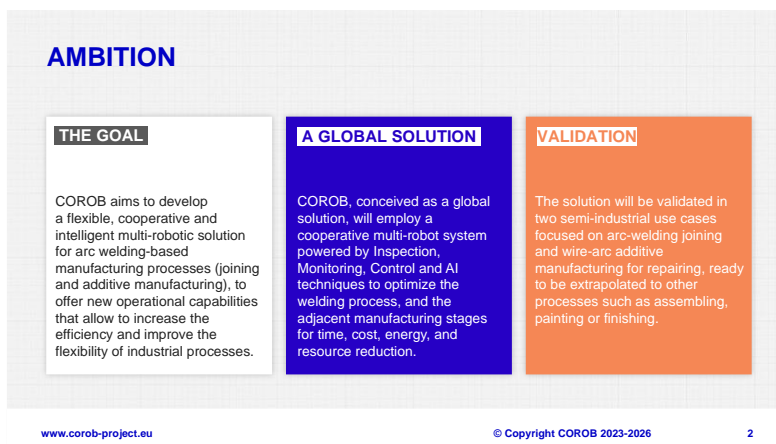 AMBITION
THE GOAL
COROB aims to develop
a flexible, cooperative and
intelligent multi-robotic solution
for arc welding-based
manufacturing processes (joining
and additive manufacturing), to
offer new operational capabilities
that allow to increase the
efficiency and improve the
flexibility of industrial processes.
A GLOBAL SOLUTION
COROB, conceived as a global
solution, will employ a
cooperative multi-robot system
powered by Inspection,
Monitoring, Control and AI
techniques to optimize the
welding process, and the
adjacent manufacturing stages
for time, cost, energy, and
resource reduction.
VALIDATION
The solution will be validated in
two semi-industrial use cases
focused on arc-welding joining
and wire-arc additive
manufacturing for repairing, ready
to be extrapolated to other
processes such as assembling,
painting or finishing.
www.corob-project.eu
© Copyright COROB 2023-2026
2